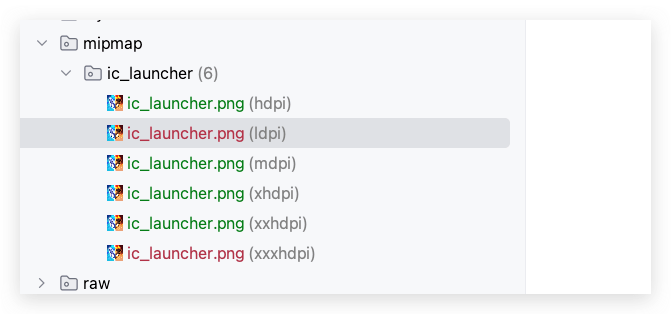 mipmap
ic_launcher (6)
ic_launcher.png (hdpi)
ic_launcher.png (ldpi)
ic_launcher.png (mdpi)
ic_launcher.png (xhdpi)
ic_launcher.png (xxhdpi)
ic_launcher.png (xxxhdpi)
raw